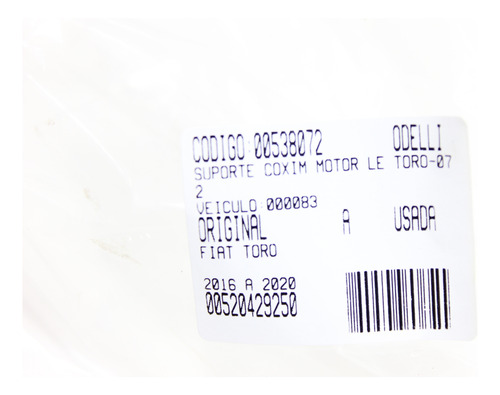 CODIGO:00538072 ODELLI
SUPORTE COXIM MOTOR LE TORO-07
2
VEICULO:000083
ORIGINAL A USADA
FIAT TORO
2016 A 2020
00520429250